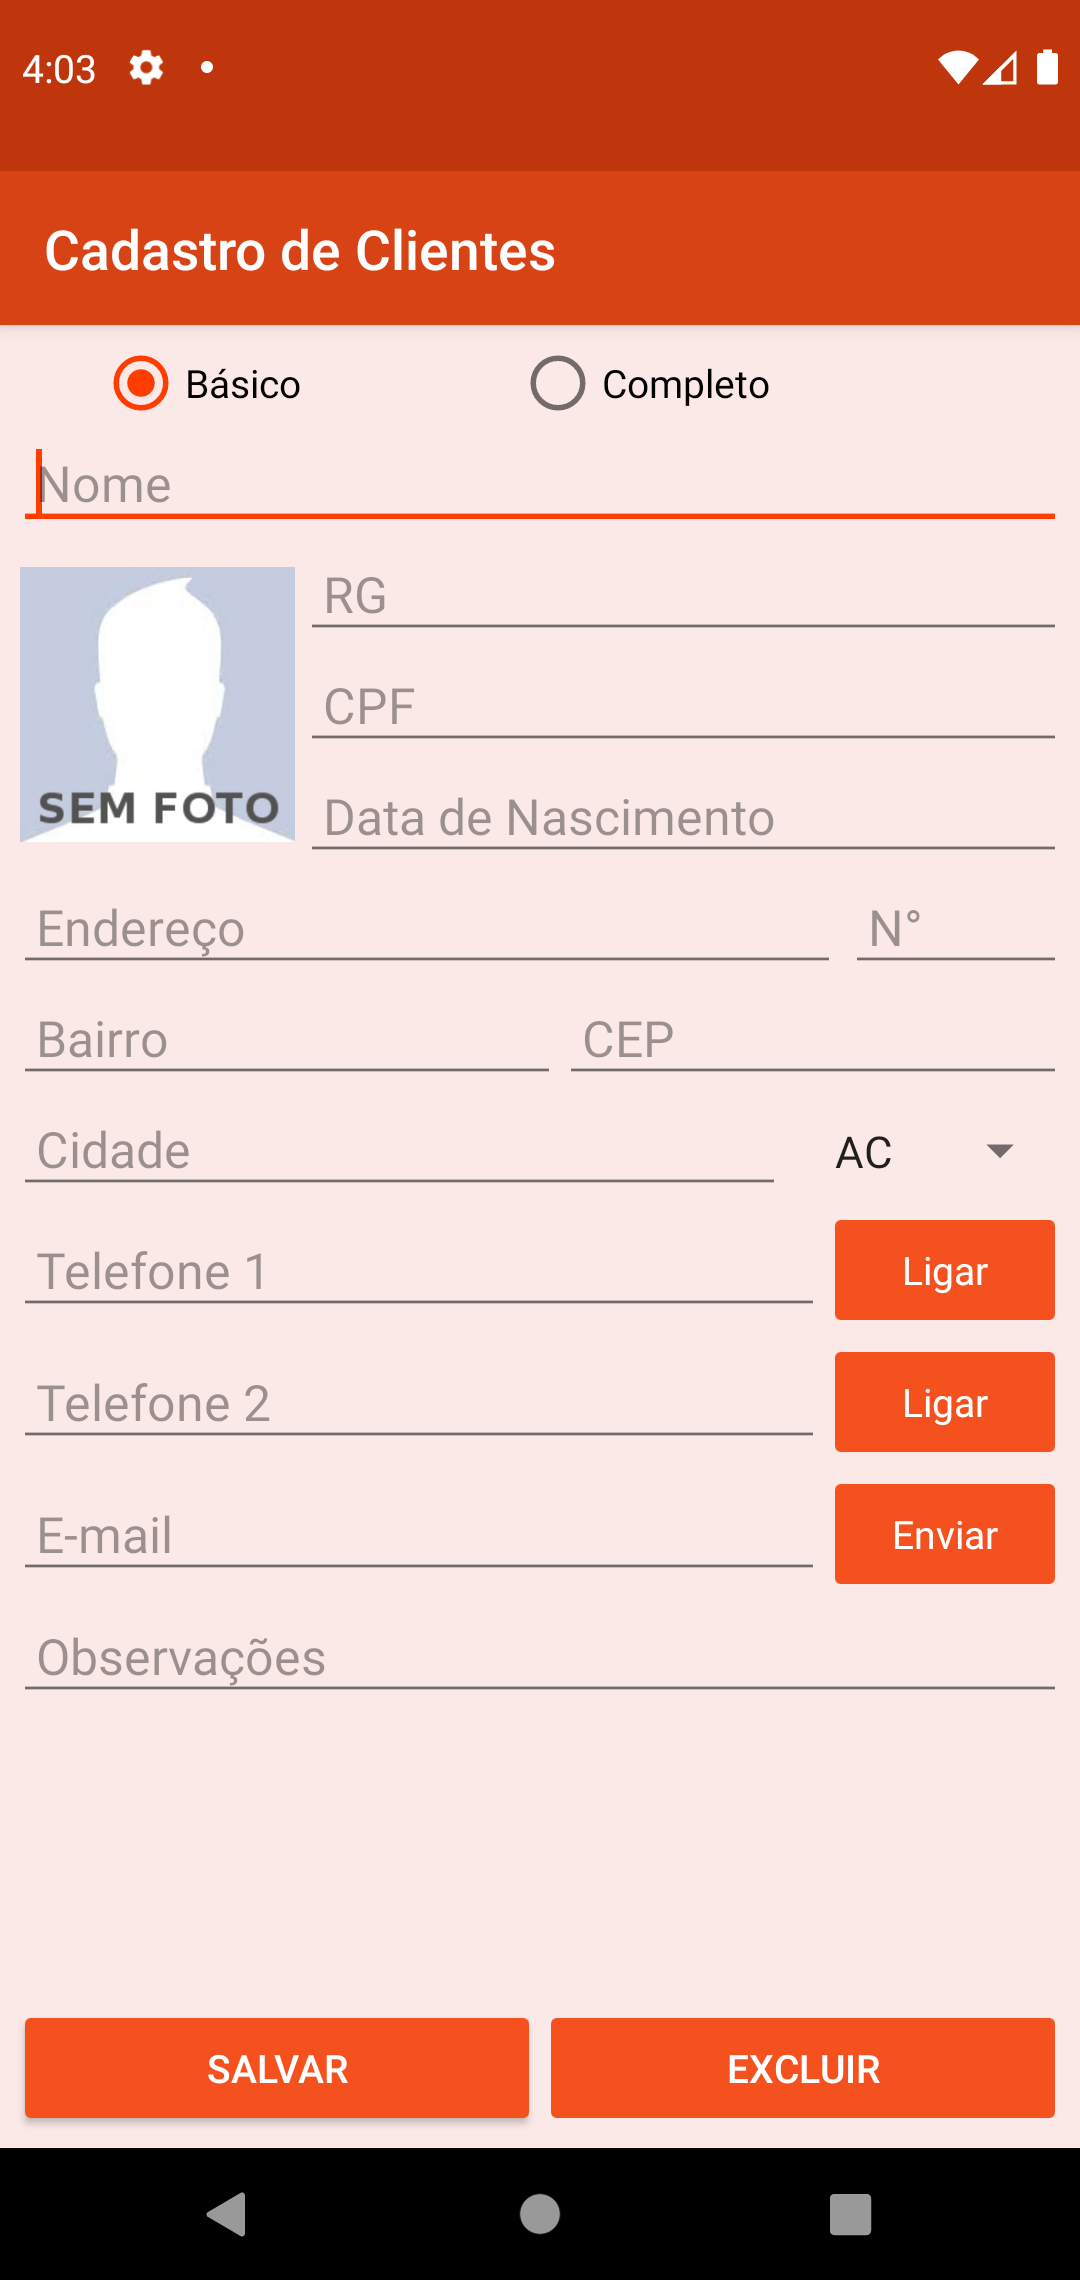 4:03
Cadastro de Clientes
Básico Completo
Nome
SEM FOTO
RG
CPF
Data de Nascimento
Endereço N°
Bairro CEP
Cidade AC
Telefone 1 Ligar
Telefone 2 Ligar
E-mail Enviar
Observações
SALVAR EXCLUIR